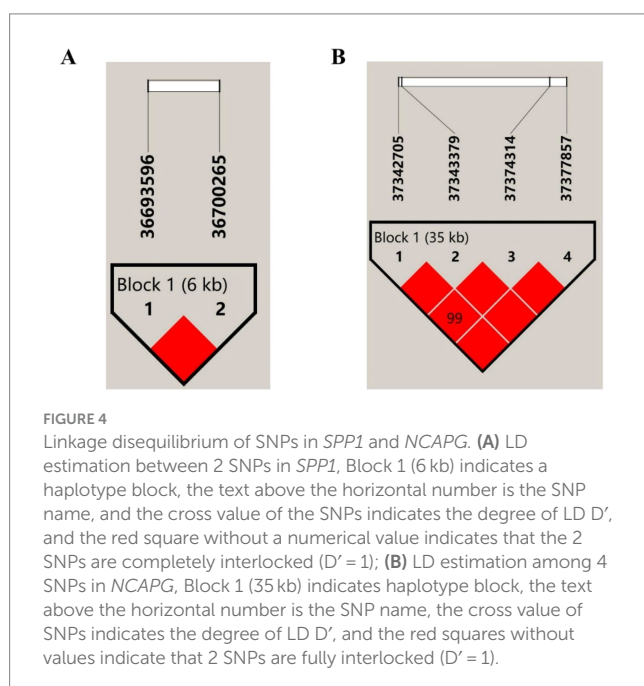 A
B
36693596
36700265
37342705
37343379
37374314
37377857
Block 1 (6 kb)
1 2
Block 1 (35 kb)
1 2 3 4
99
FIGURE 4
Linkage disequilibrium of SNPs in SPP1 and NCAPG. (A) LD
estimation between 2 SNPs in SPP1, Block 1 (6 kb) indicates a
haplotype block, the text above the horizontal number is the SNP
name, and the cross value of the SNPs indicates the degree of LD D′,
and the red square without a numerical value indicates that the 2
SNPs are completely interlocked (D′ = 1); (B) LD estimation among 4
SNPs in NCAPG, Block 1 (35 kb) indicates haplotype block, the text
above the horizontal number is the SNP name, the cross value of
SNPs indicates the degree of LD D′, and the red squares without
values indicate that 2 SNPs are fully interlocked (D′ = 1).